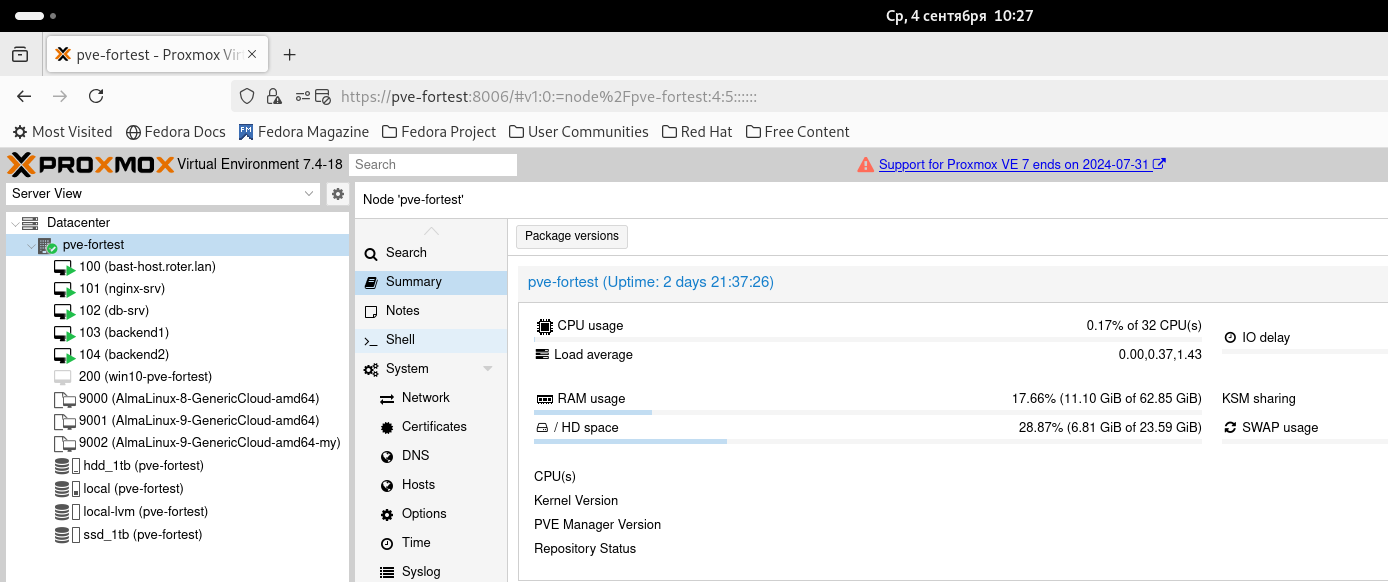 Ср, 4 сентября 10:27
pve-fortest - Proxmox Vir
https://pve-fortest:8006/#v1:0:=node%2Fpve-fortest:4:5::::::
Most Visited Fedora Docs Fedora Magazine Fedora Project User Communities Red Hat Free Content
PROXMOX Virtual Environment 7.4-18 Search Support for Proxmox VE 7 ends on 2024-07-31
Server View
Node 'pve-fortest'
Datacenter
pve-fortest
100 (bast-host.roter.lan)
101 (nginx-srv)
102 (db-srv)
103 (backend1)
104 (backend2)
200 (win10-pve-fortest)
9000 (AlmaLinux-8-GenericCloud-amd64)
9001 (AlmaLinux-9-GenericCloud-amd64)
9002 (AlmaLinux-9-GenericCloud-amd64-my)
hdd_1tb (pve-fortest)
local (pve-fortest)
local-lvm (pve-fortest)
ssd_1tb (pve-fortest)
Search
Summary
Notes
Shell
System
Network
Certificates
DNS
Hosts
Options
Time
Syslog
Package versions
pve-fortest (Uptime: 2 days 21:37:26)
CPU usage 0.17% of 32 CPU(s)
IO delay
Load average 0.00,0.37,1.43
RAM usage 17.66% (11.10 GiB of 62.85 GiB)
KSM sharing
/ HD space 28.87% (6.81 GiB of 23.59 GiB)
SWAP usage
CPU(s)
Kernel Version
PVE Manager Version
Repository Status